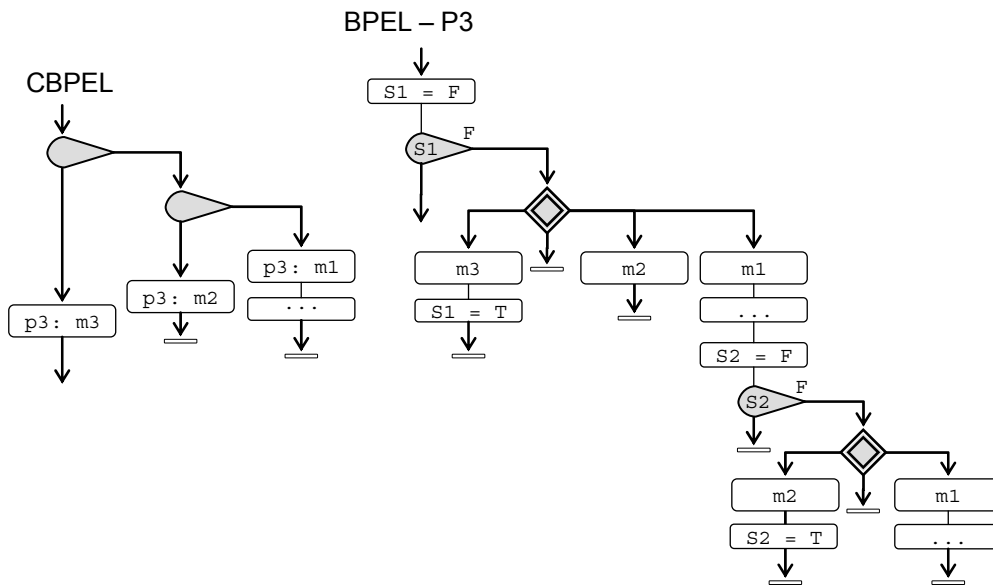 BPEL – P3
CBPEL
S1 = F
F
S1
p3: m1
p3: m2
...
p3: m3
m3
m2
m1
S1 = T
...
S2 = F
F
S2
m2
m1
S2 = T
...